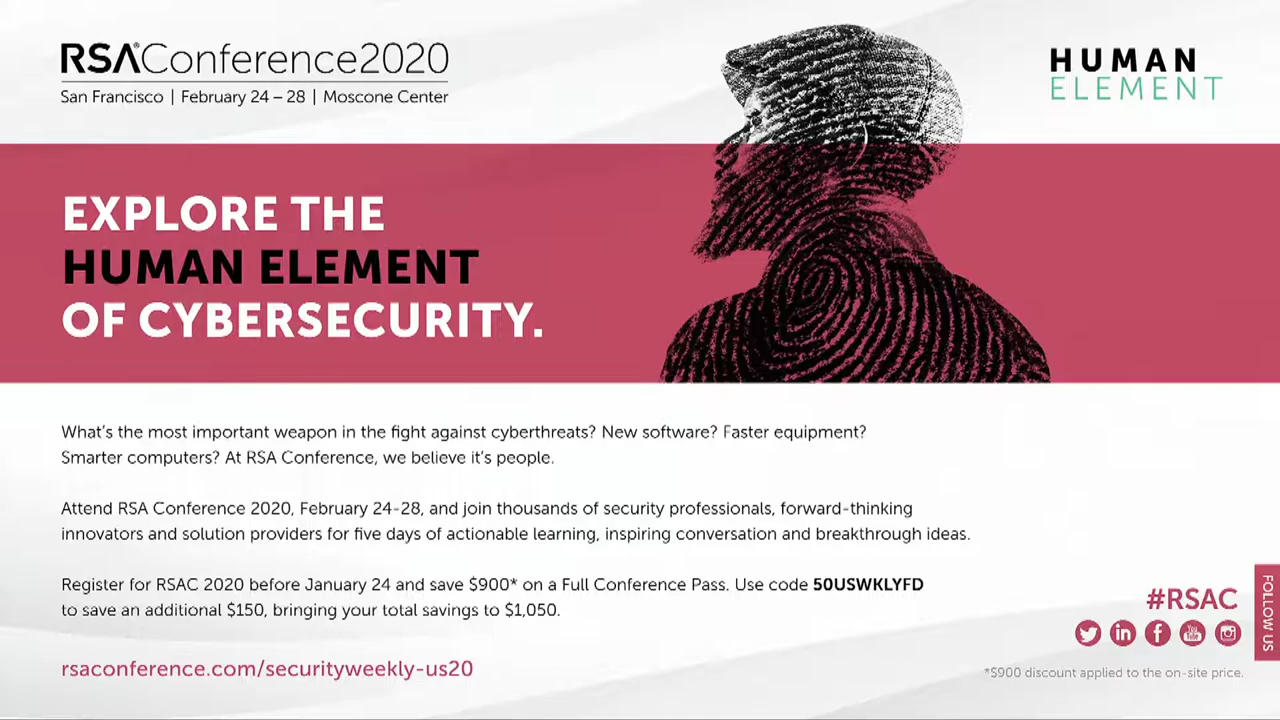 RSAConference2020
San Francisco | February 24 – 28 | Moscone Center
HUMAN
ELEMENT
EXPLORE THE
HUMAN ELEMENT
OF CYBERSECURITY.
What's the most important weapon in the fight against cyberthreats? New software? Faster equipment?
Smarter computers? At RSA Conference, we believe it's people.
Attend RSA Conference 2020, February 24-28, and join thousands of security professionals, forward-thinking
innovators and solution providers for five days of actionable learning, inspiring conversation and breakthrough ideas.
Register for RSAC 2020 before January 24 and save $900* on a Full Conference Pass. Use code 50USWKLYFD
to save an additional $150, bringing your total savings to $1,050.
rsaconference.com/securityweekly-us20
#RSAC
FOLLOW US
*$900 discount applied to the on-site price.